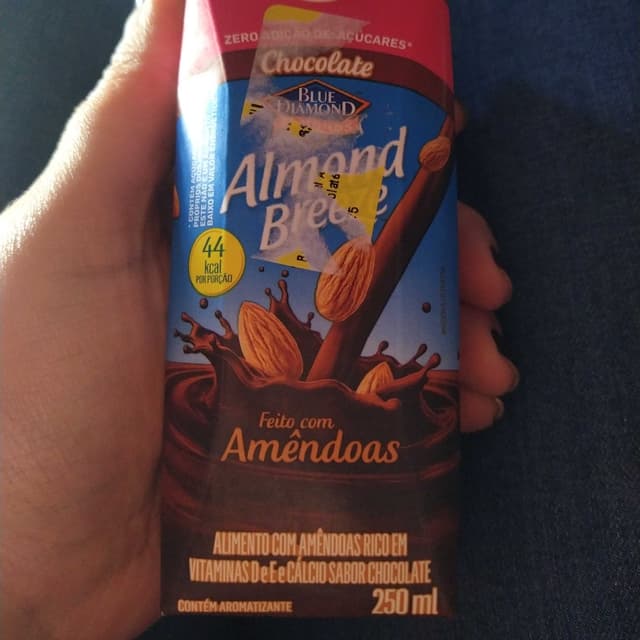 ZERO ADIÇÃO DE AÇÚCARES*
Chocolate
BLUE
DIAMOND
Almond
Breeze
44
kcal
POR PORÇÃO
Feito com
Amêndoas
ALIMENTO COM AMÊNDOAS RICO EM
VITAMINAS D e E e CÁLCIO SABOR CHOCOLATE
CONTÉM AROMATIZANTE
250 ml